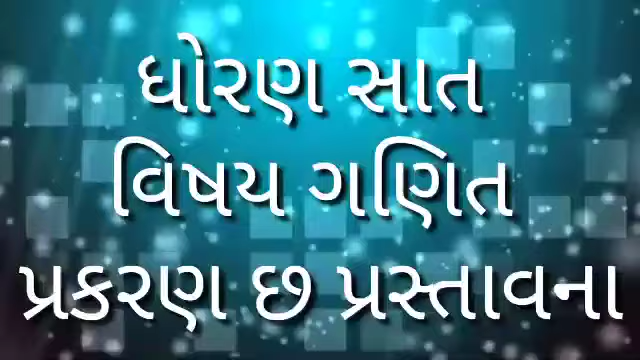 ધોરણ સાત
વિષય ગણિત
પ્રકરણ છ પ્રસ્તાવના